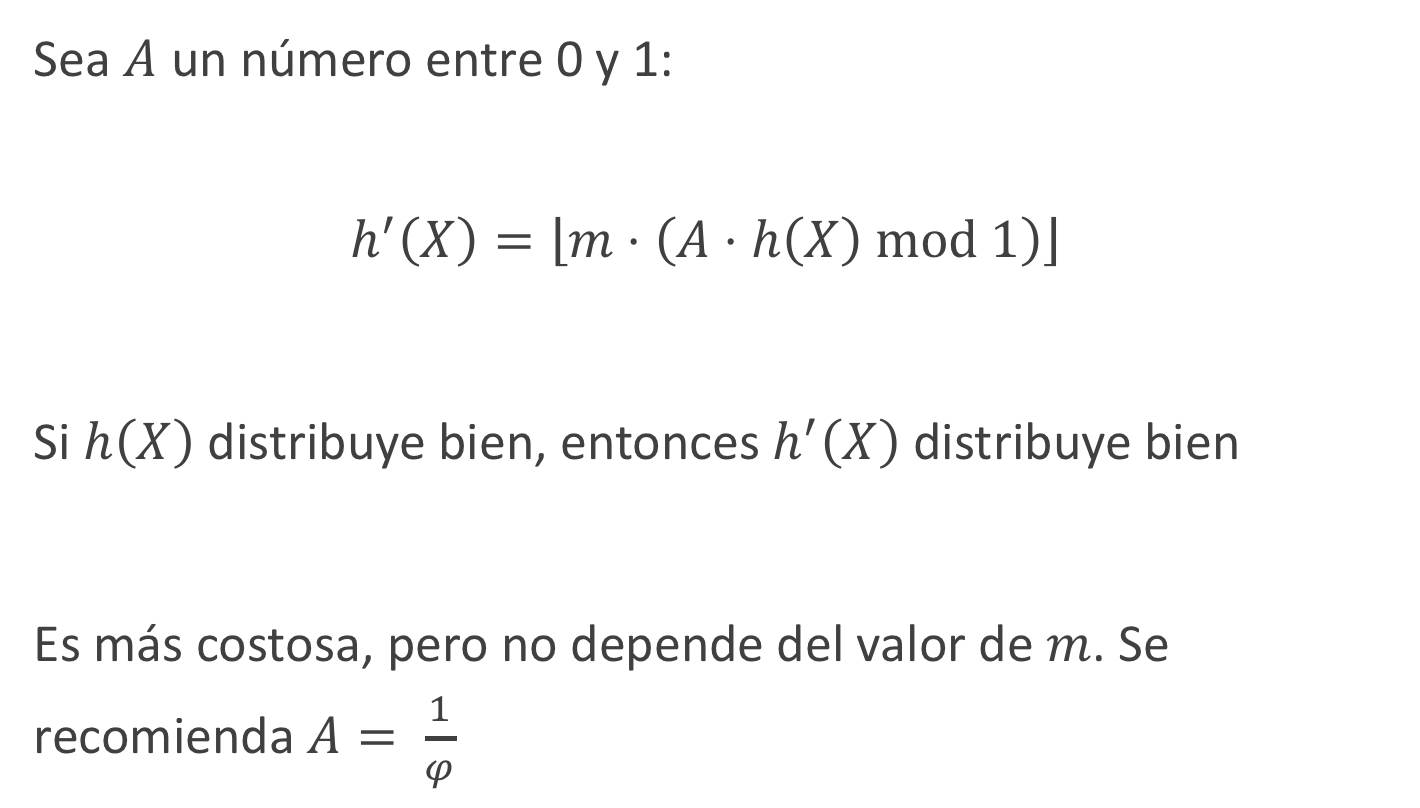 Sea 𝐴 un número entre 0 y 1:
ℎ′(𝑋) = ⌊𝑚 ⋅ (𝐴 ⋅ ℎ(𝑋) mod 1)⌋
Si ℎ(𝑋) distribuye bien, entonces ℎ′(𝑋) distribuye bien
Es más costosa, pero no depende del valor de 𝑚. Se
recomienda 𝐴 = 1/𝜑